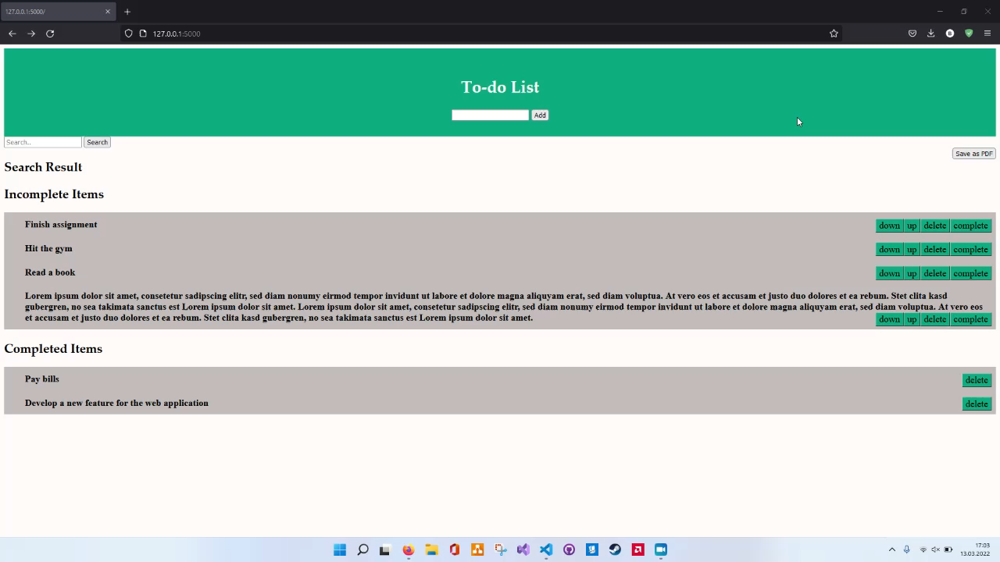 127.0.0.1:5000/
127.0.0.1:5000
To-do List
Add
Search..
Search
Save as PDF
Search Result
Incomplete Items
Finish assignment
down up delete complete
Hit the gym
down up delete complete
Read a book
down up delete complete
Lorem ipsum dolor sit amet, consetetur sadipscing elitr, sed diam nonumy eirmod tempor invidunt ut labore et dolore magna aliquyam erat, sed diam voluptua. At vero eos et accusam et justo duo dolores et ea rebum. Stet clita kasd
gubergren, no sea takimata sanctus est Lorem ipsum dolor sit amet. Lorem ipsum dolor sit amet, consetetur sadipscing elitr, sed diam nonumy eirmod tempor invidunt ut labore et dolore magna aliquyam erat, sed diam voluptua. At vero eos
et accusam et justo duo dolores et ea rebum. Stet clita kasd gubergren, no sea takimata sanctus est Lorem ipsum dolor sit amet.
down up delete complete
Completed Items
Pay bills
delete
Develop a new feature for the web application
delete
17:03
13.03.2022